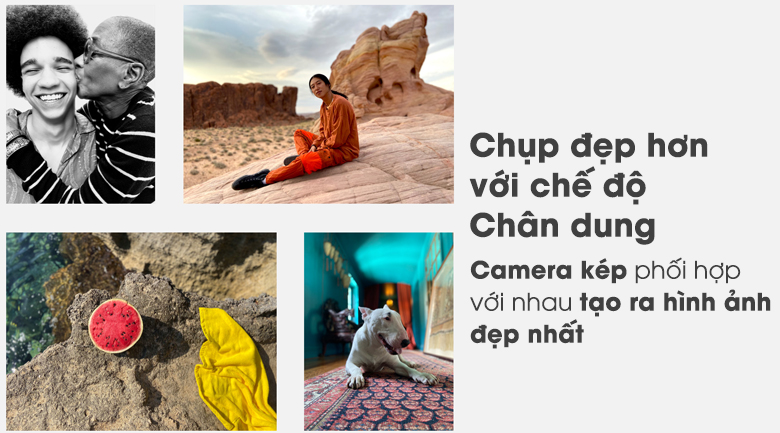 Chụp đẹp hơn
với chế độ
Chân dung
Camera kép phối hợp
với nhau tạo ra hình ảnh
đẹp nhất